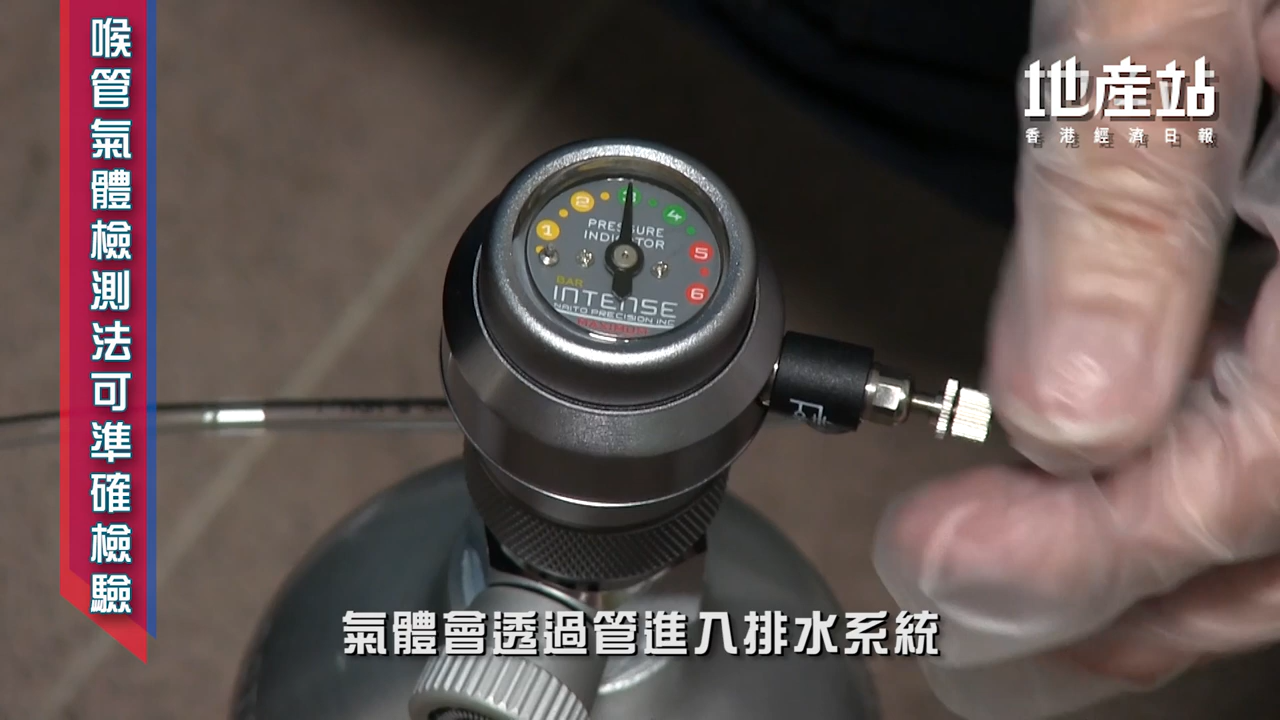 喉管氣體檢測法可準確檢驗
地產站
香港經濟日報
2
3
4
1
PRESSURE
INDICATOR
5
BAR
6
INTENSE
NAITO PRECISION INC
MAXIMUM
氣體會透過管進入排水系統